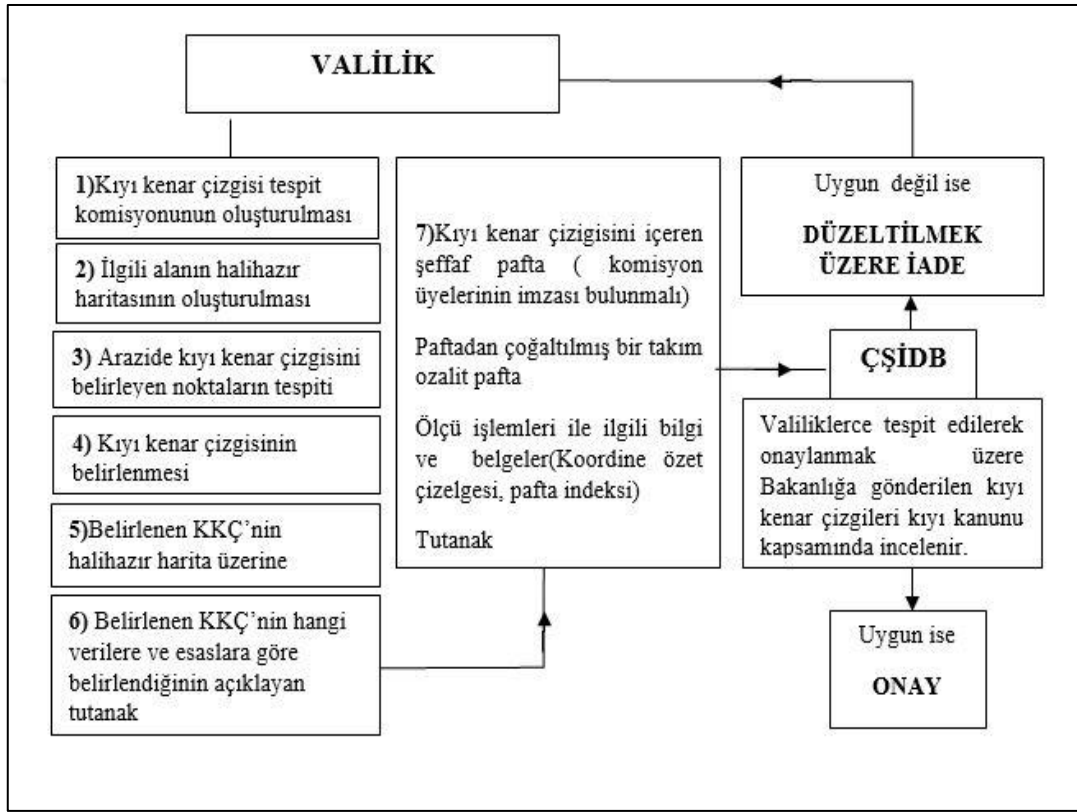 VALİLİK
1)Kıyı kenar çizgisi tespit
komisyonunun oluşturulması
2) İlgili alanın halihazır
haritasının oluşturulması
3) Arazide kıyı kenar çizgisini
belirleyen noktaların tespiti
4) Kıyı kenar çizgisinin
belirlenmesi
5)Belirlenen KKÇ’nin
halihazır harita üzerine
6) Belirlenen KKÇ’nin hangi
verilere ve esaslara göre
belirlendiğinin açıklayan
tutanak
7)Kıyı kenar çizigisini içeren
şeffaf pafta ( komisyon
üyelerinin imzası bulunmalı)
Paftadan çoğaltılmış bir takım
ozalit pafta
Ölçü işlemleri ile ilgili bilgi
ve belgeler(Koordine özet
çizelgesi, pafta indeksi)
Tutanak
Uygun değil ise
DÜZELTİLMEK
ÜZERE İADE
ÇŞİDB
Valiliklerce tespit edilerek
onaylanmak üzere
Bakanlığa gönderilen kıyı
kenar çizgileri kıyı kanunu
kapsamında incelenir.
Uygun ise
ONAY